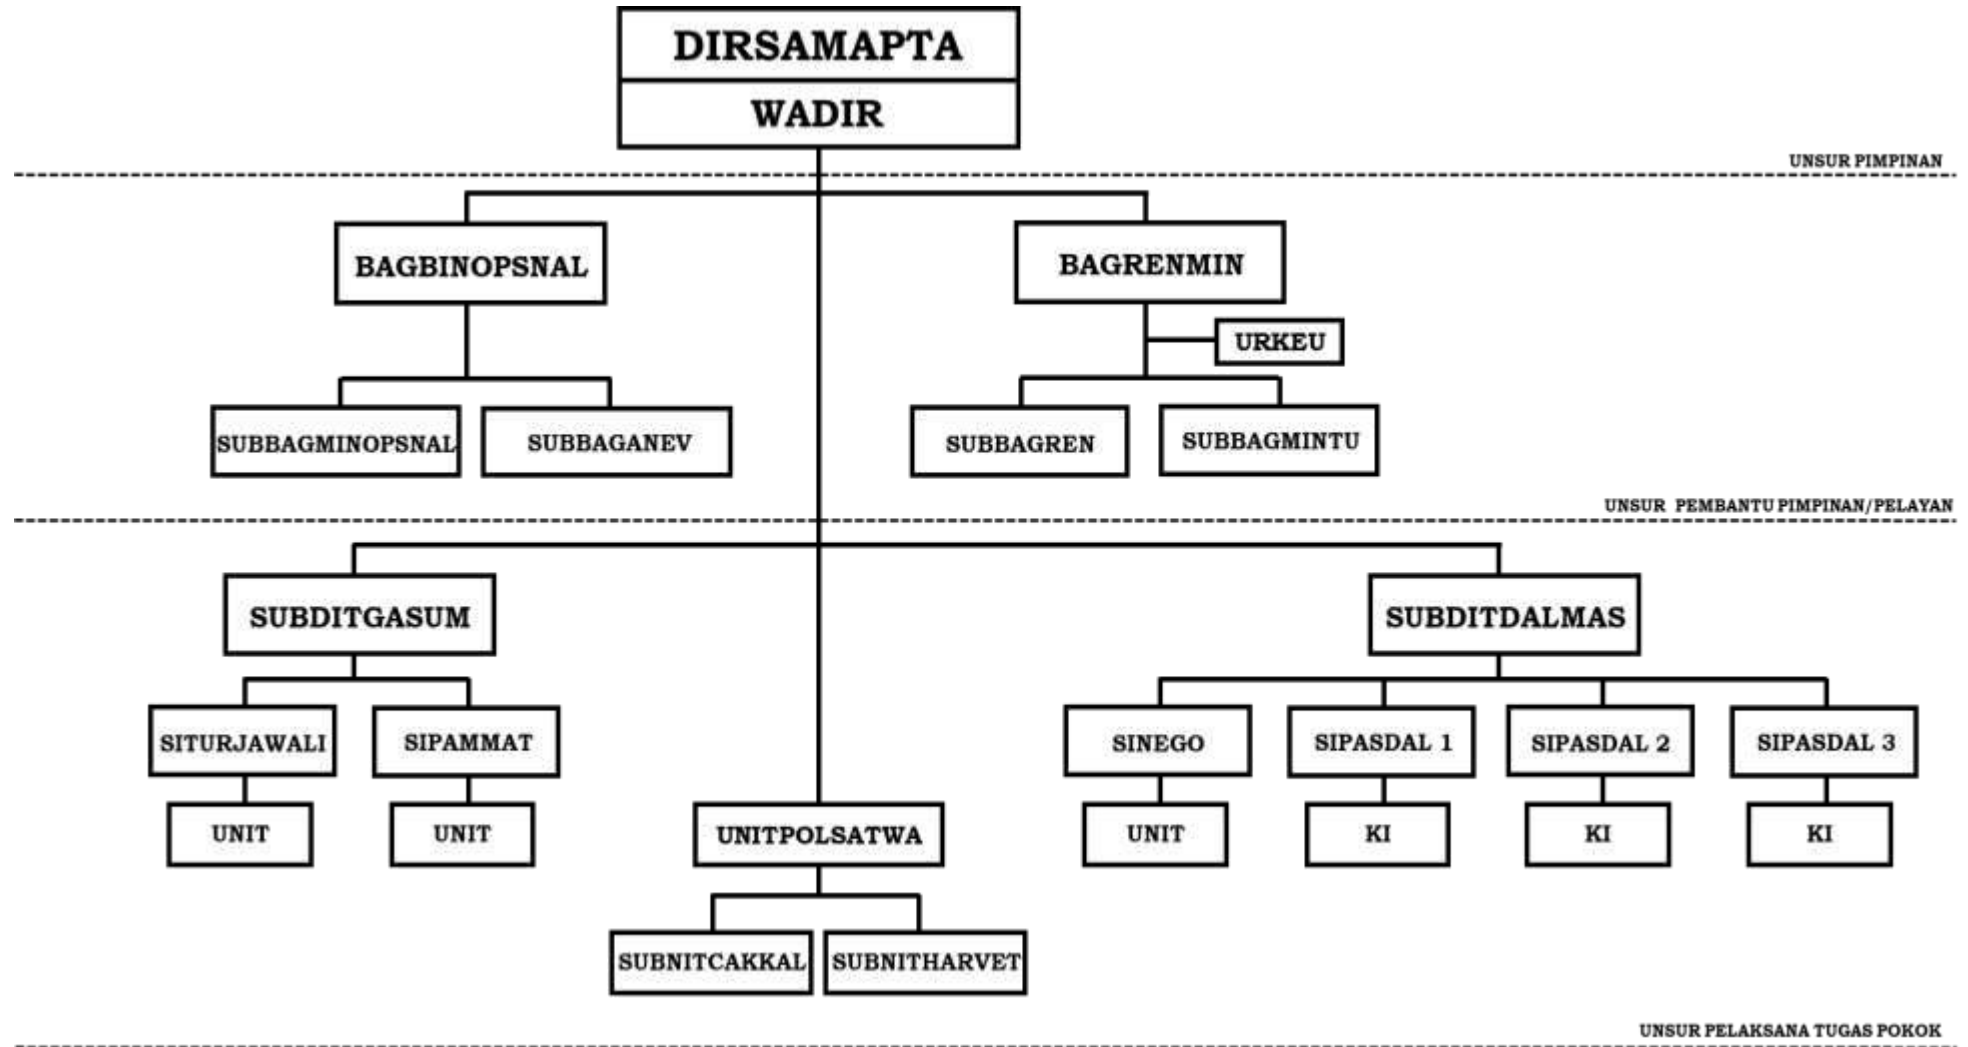 DIRSAMAPTA
WADIR
UNSUR PIMPINAN
BAGBINOPSNAL
BAGRENMIN
URKEU
SUBBAGMINOPSNAL
SUBBAGANEV
SUBBAGREN
SUBBAGMINTU
UNSUR PEMBANTU PIMPINAN/PELAYAN
SUBDITGASUM
SUBDITDALMAS
SITURJAWALI
SIPAMMAT
SINEGO
SIPASDAL 1
SIPASDAL 2
SIPASDAL 3
UNIT
UNIT
UNITPOLSATWA
UNIT
KI
KI
KI
SUBNITCAKKAL
SUBNITHARVET
UNSUR PELAKSANA TUGAS POKOK